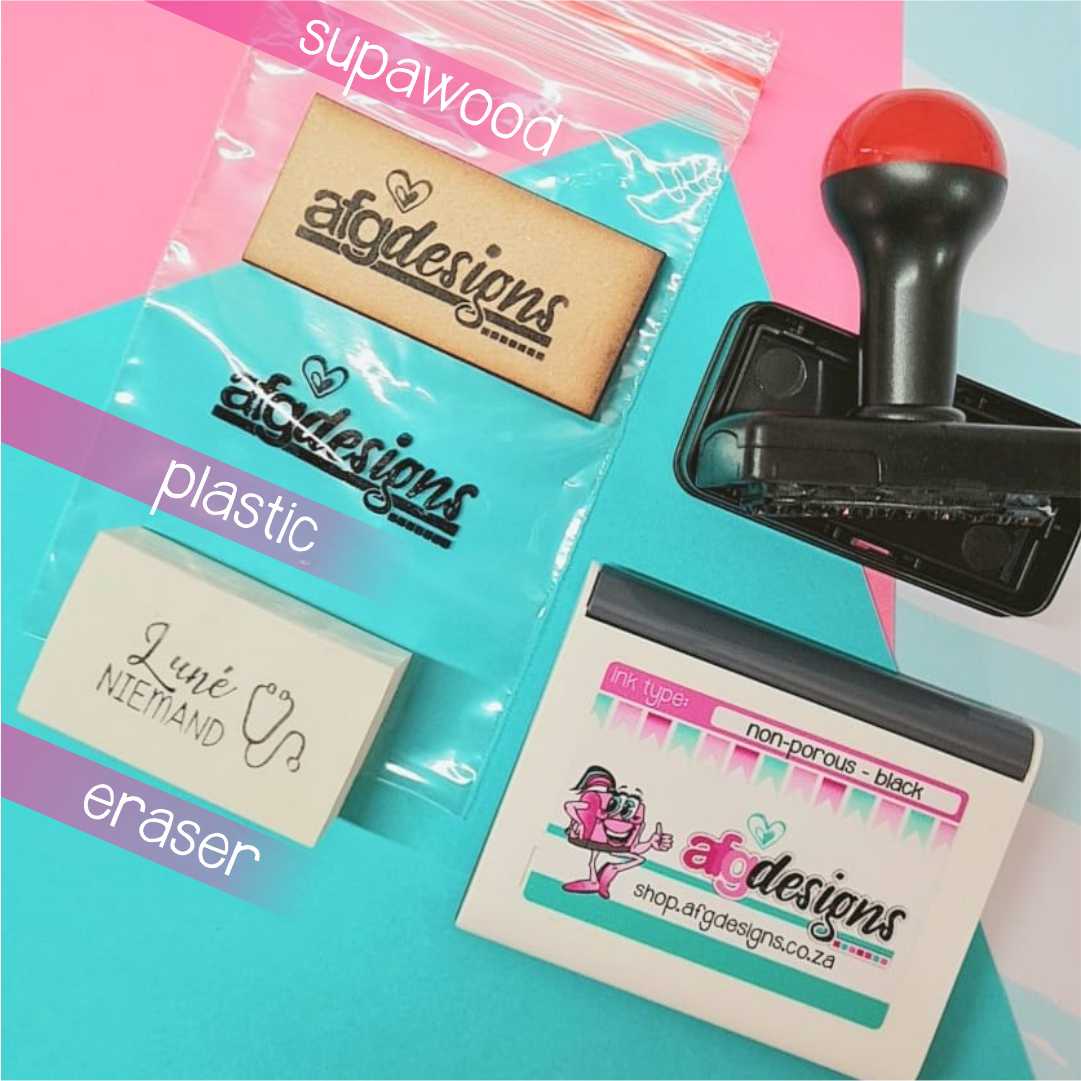 supawood
afgdesigns
afgdesigns
plastic
Luné
NIEMAND
eraser
Ink type:
non-porous - black
afgdesigns
shop.afgdesigns.co.za